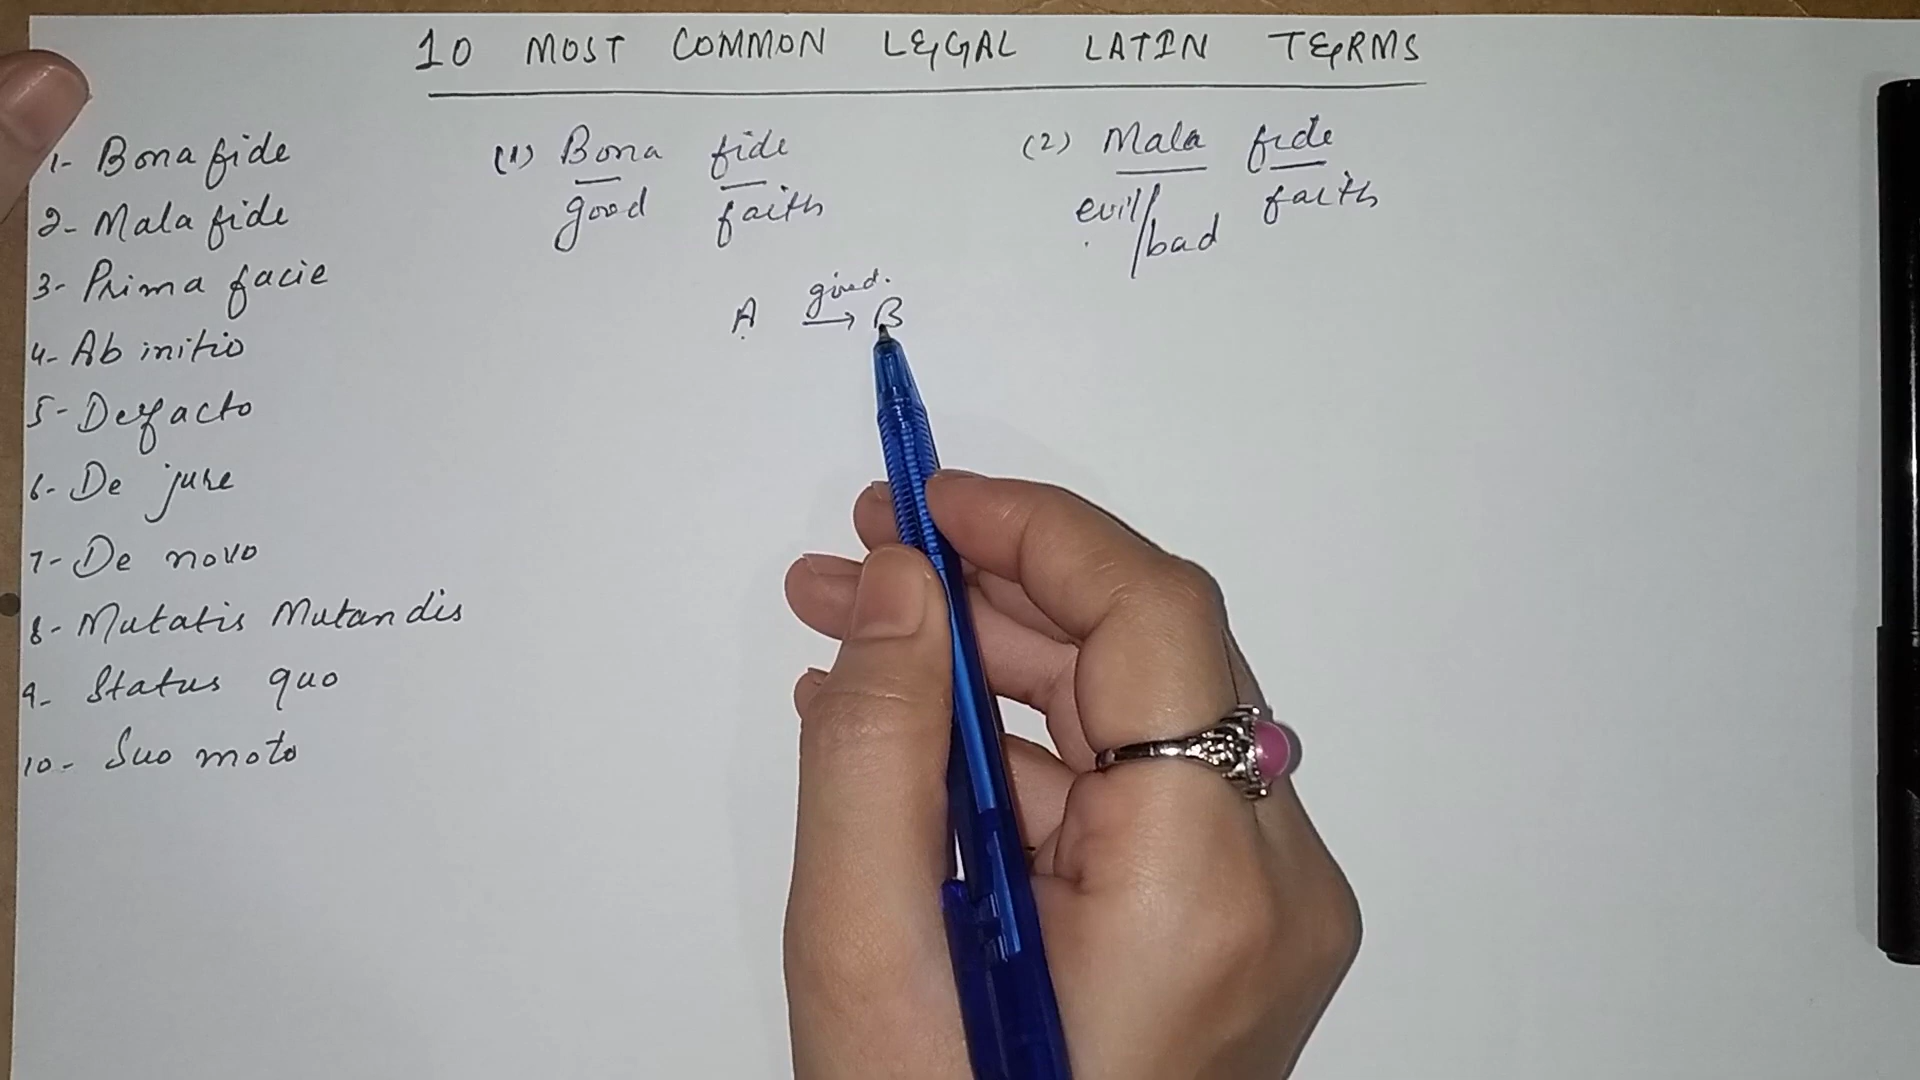 10 MOST COMMON LEGAL LATIN TERMS
1- Bona fide
2- Mala fide
3- Prima facie
4- Ab initio
5- Defacto
6- De jure
7- De novo
8- Mutatis Mutandis
9- Status quo
10- Suo moto
(1) Bona fide
good faith
(2) Mala fide
evil/ faith
/bad
A → B